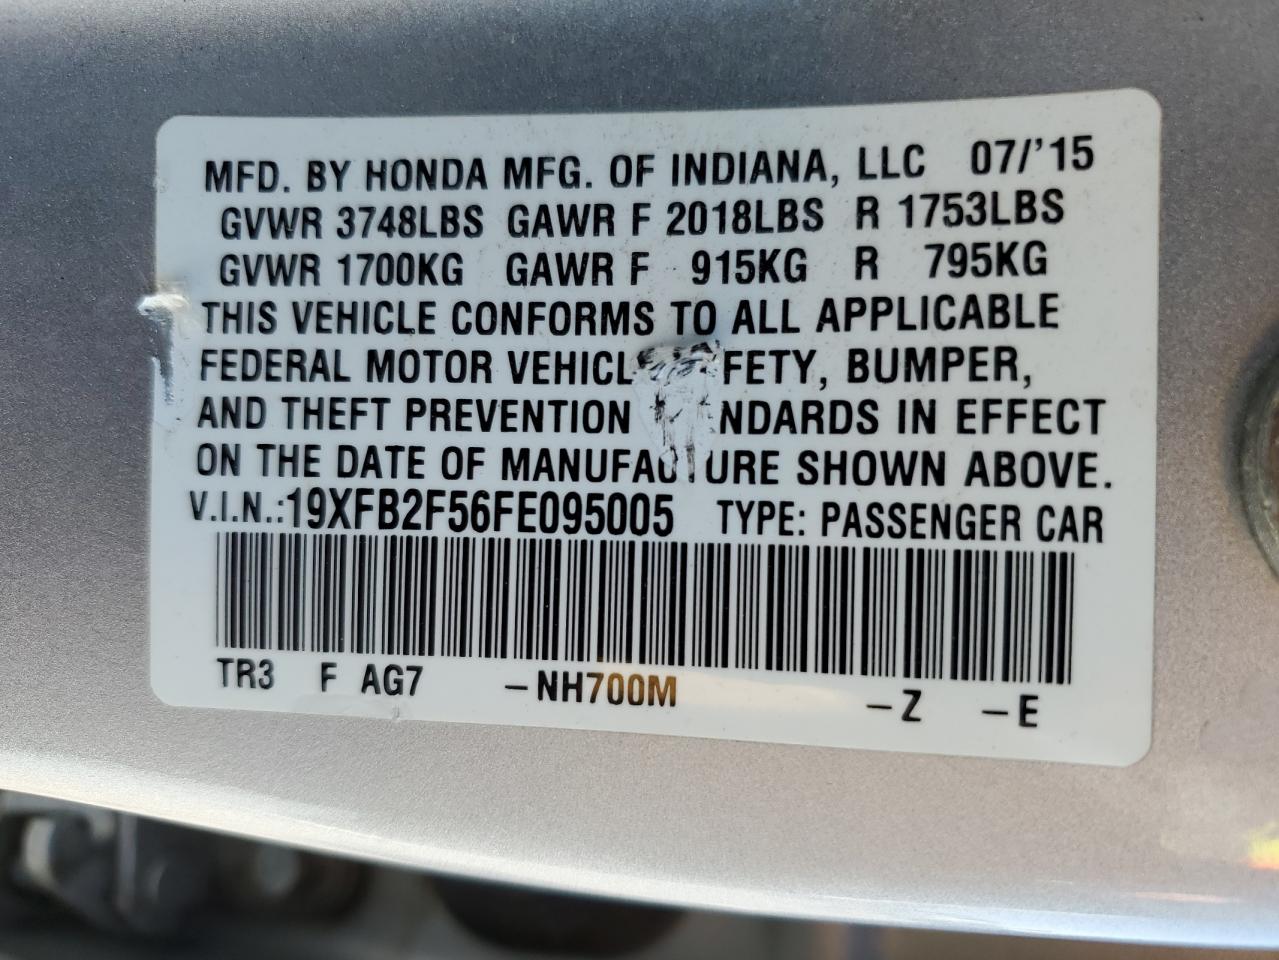 MFD. BY HONDA MFG. OF INDIANA, LLC 07/'15
GVWR 3748LBS GAWR F 2018LBS R 1753LBS
GVWR 1700KG GAWR F 915KG R 795KG
THIS VEHICLE CONFORMS TO ALL APPLICABLE
FEDERAL MOTOR VEHICL FETY, BUMPER,
AND THEFT PREVENTION NDARDS IN EFFECT
ON THE DATE OF MANUFACTURE SHOWN ABOVE.
V.I.N.:19XFB2F56FE095005 TYPE: PASSENGER CAR
TR3 F AG7 –NH700M –Z –E